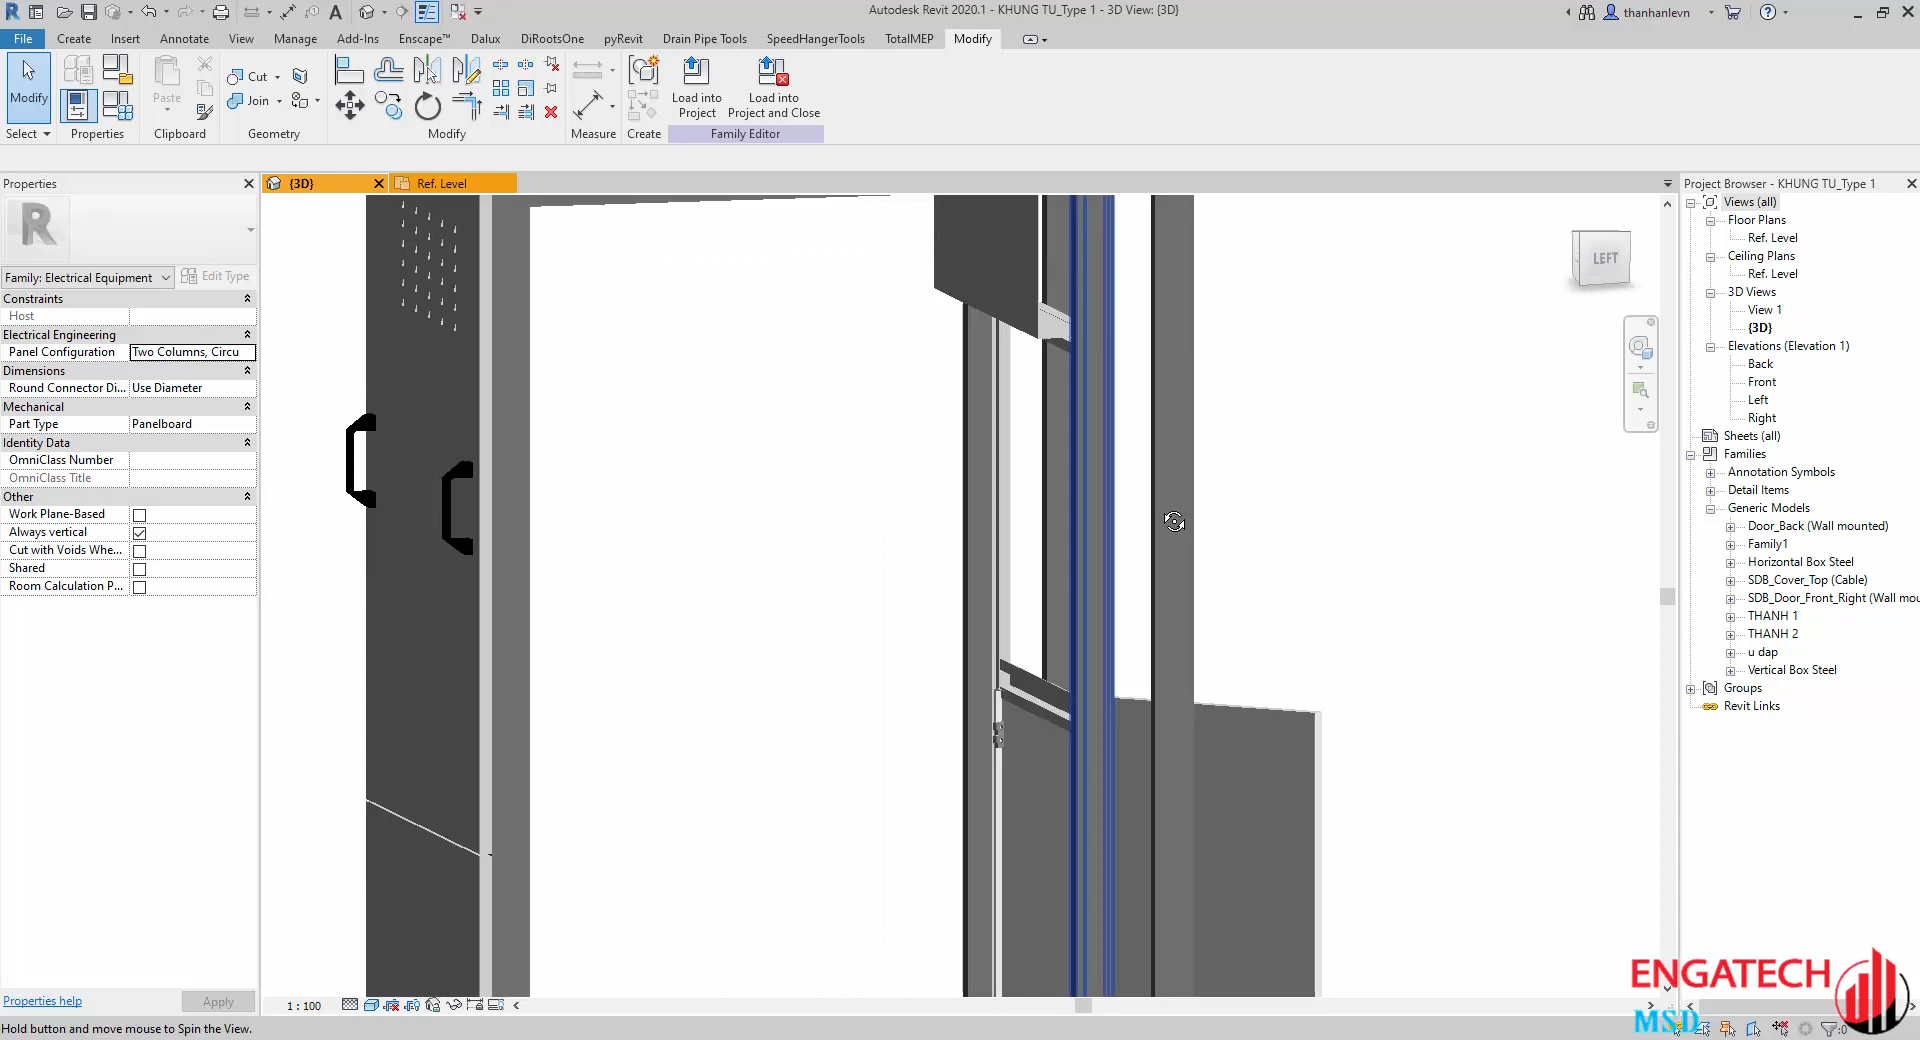 Autodesk Revit 2020.1 - KHUNG TU_Type 1 - 3D View: {3D}
thanhlevn
File Create Insert Annotate View Manage Add-Ins Enscape™ Dalux DiRootsOne pyRevit Drain Pipe Tools SpeedHangerTools TotalMEP Modify
Modify
Paste
Cut
Join
Load into
Project
Load into
Project and Close
Select Properties Clipboard Geometry Modify Measure Create Family Editor
Properties
{3D}
Ref. Level
Family: Electrical Equipment
Edit Type
Constraints
Host
Electrical Engineering
Panel Configuration Two Columns, Circu
Dimensions
Round Connector Di... Use Diameter
Mechanical
Part Type Panelboard
Identity Data
OmniClass Number
OmniClass Title
Other
Work Plane-Based
Always vertical
Cut with Voids Whe...
Shared
Room Calculation P...
Properties help
Apply
LEFT
Project Browser - KHUNG TU_Type 1
Views (all)
Floor Plans
Ref. Level
Ceiling Plans
Ref. Level
3D Views
View 1
{3D}
Elevations (Elevation 1)
Back
Front
Left
Right
Sheets (all)
Families
Annotation Symbols
Detail Items
Generic Models
Door_Back (Wall mounted)
Family1
Horizontal Box Steel
SDB_Cover_Top (Cable)
SDB_Door_Front_Right (Wall mou
THANH 1
THANH 2
u dap
Vertical Box Steel
Groups
Revit Links
1 : 100
Hold button and move mouse to Spin the View.
ENGATECH
MSD
:0